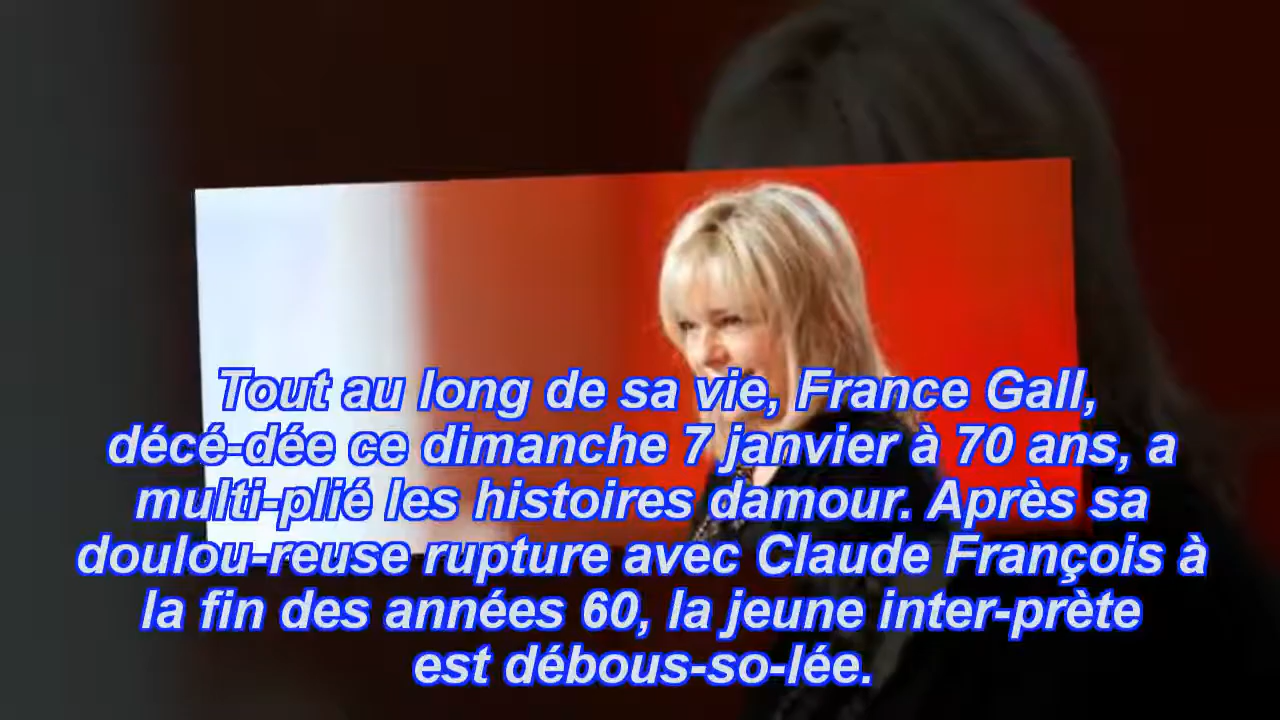 Tout au long de sa vie, France Gall,
décé-dée ce dimanche 7 janvier à 70 ans, a
multi-plié les histoires damour. Après sa
doulou-reuse rupture avec Claude François à
la fin des années 60, la jeune inter-prète
est débous-so-lée.